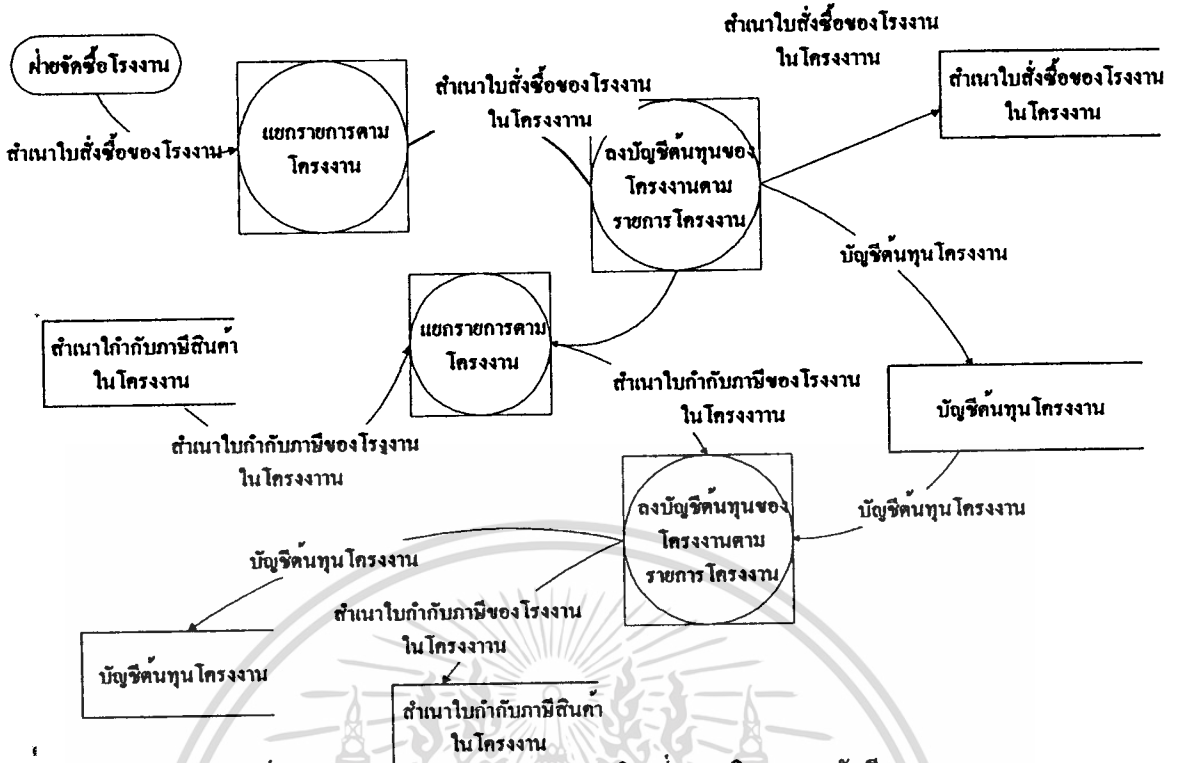 สำเนาใบสั่งซื้อของโรงงาน
ในโครงงาาน
ฝ่ายจัดซื้อโรงงาน
สำเนาใบสั่งซื้อของโรงงาน
แยกรายการตาม
โครงงาน
สำเนาใบสั่งซื้อของโรงงาน
ในโครงงาาน
ลงบัญชีต้นทุนของ
โครงงานตาม
รายการโครงงาน
สำเนาใบสั่งซื้อของโรงงาน
ในโครงงาน
บัญชีต้นทุนโครงงาน
สำเนาใกำกับภาษีสินค้า
ในโครงงาน
แยกรายการตาม
โครงงาน
สำเนาใบกำกับภาษีของโรงงาน
ในโครงงาาน
บัญชีต้นทุนโครงงาน
สำเนาใบกำกับภาษีของโรงงาน
ในโครงงาาน
ลงบัญชีต้นทุนของ
โครงงานตาม
รายการโครงงาน
บัญชีต้นทุนโครงงาน
บัญชีต้นทุนโครงงาน
สำเนาใบกำกับภาษีของโรงงาน
ในโครงงาาน
บัญชีต้นทุนโครงงาน
สำเนาใบกำกับภาษีสินค้า
ในโครงงาน